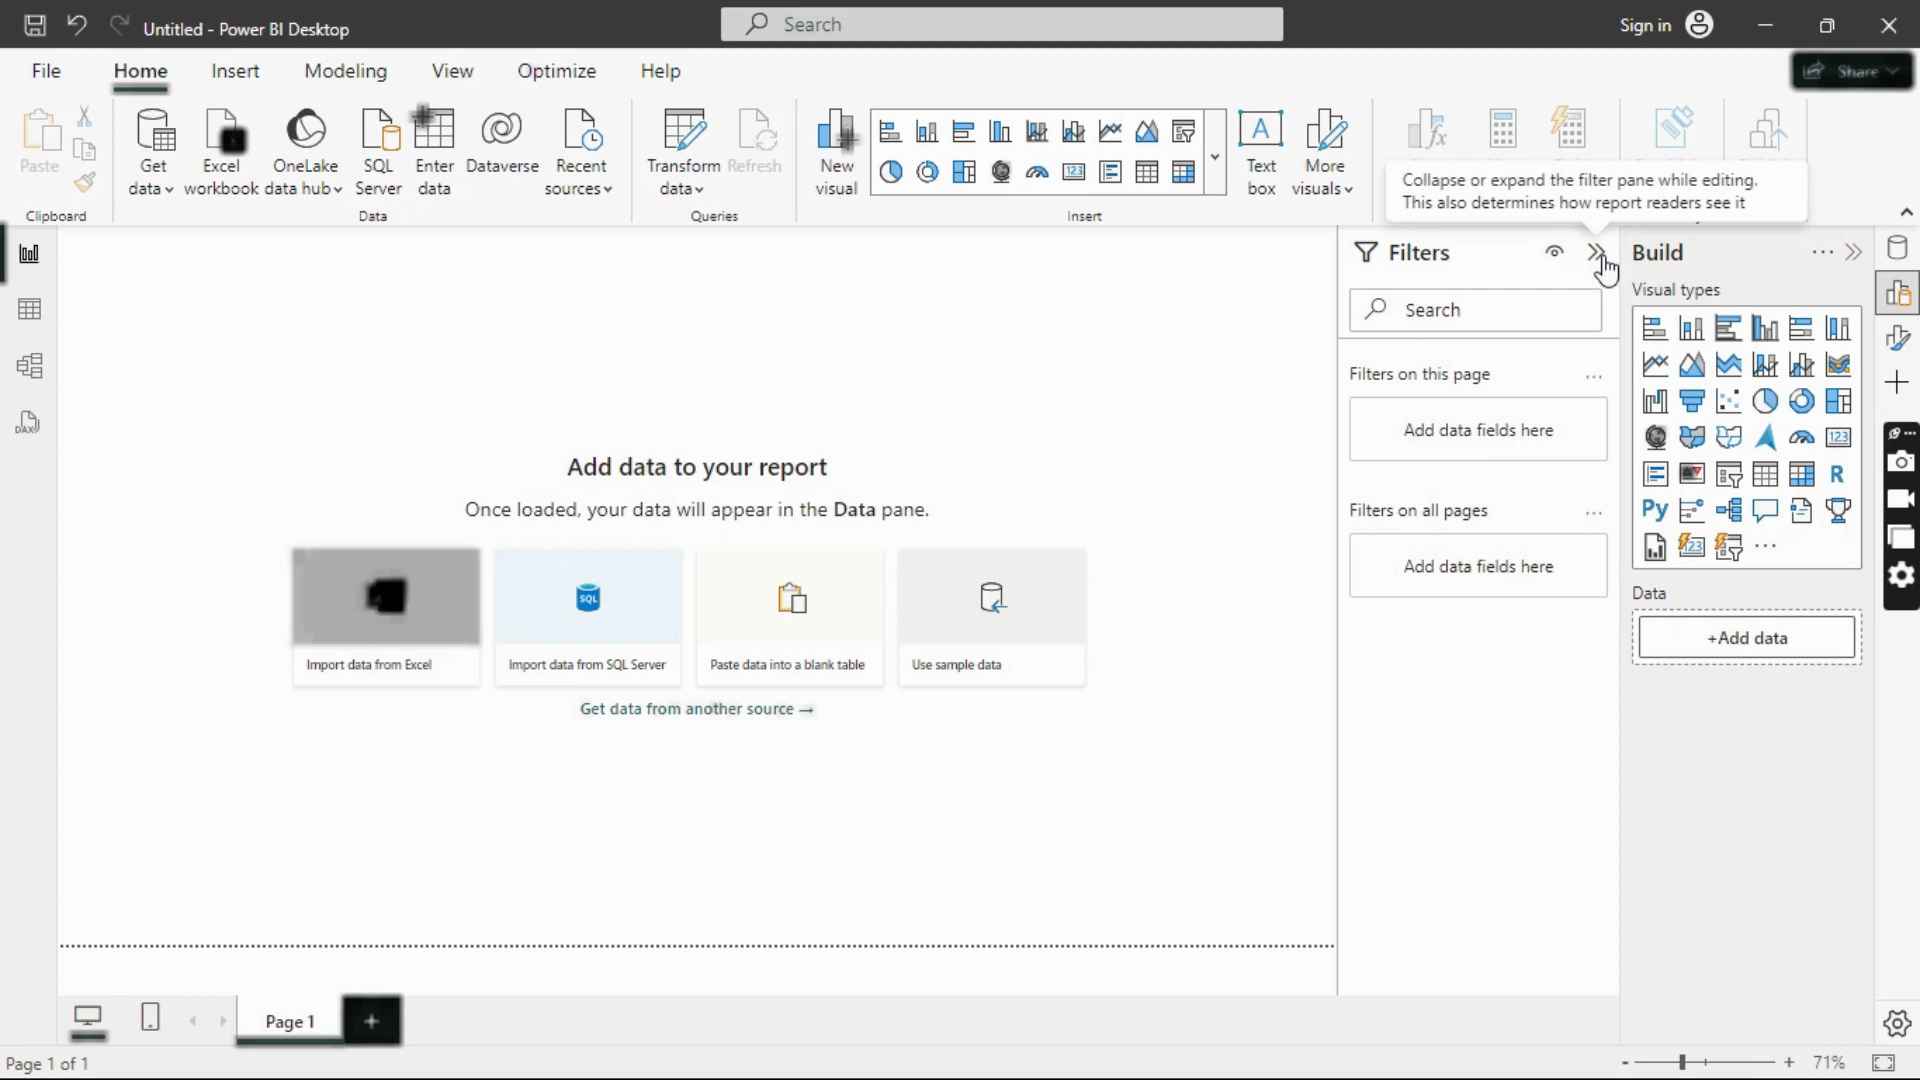 Untitled - Power BI Desktop
Search
Sign in
File
Home
Insert
Modeling
View
Optimize
Help
Share
Paste
Clipboard
Get data
Excel workbook
OneLake data hub
SQL Server
Enter data
Dataverse
Recent sources
Data
Transform data
Refresh
Queries
New visual
Insert
Text box
More visuals
Collapse or expand the filter pane while editing.
This also determines how report readers see it
Filters
Search
Filters on this page
Add data fields here
Filters on all pages
Add data fields here
Build
Visual types
123
R
Py
123
Data
+Add data
DAX
Add data to your report
Once loaded, your data will appear in the Data pane.
SQL
Import data from Excel
Import data from SQL Server
Paste data into a blank table
Use sample data
Get data from another source →
Page 1
+
Page 1 of 1
- + 71%